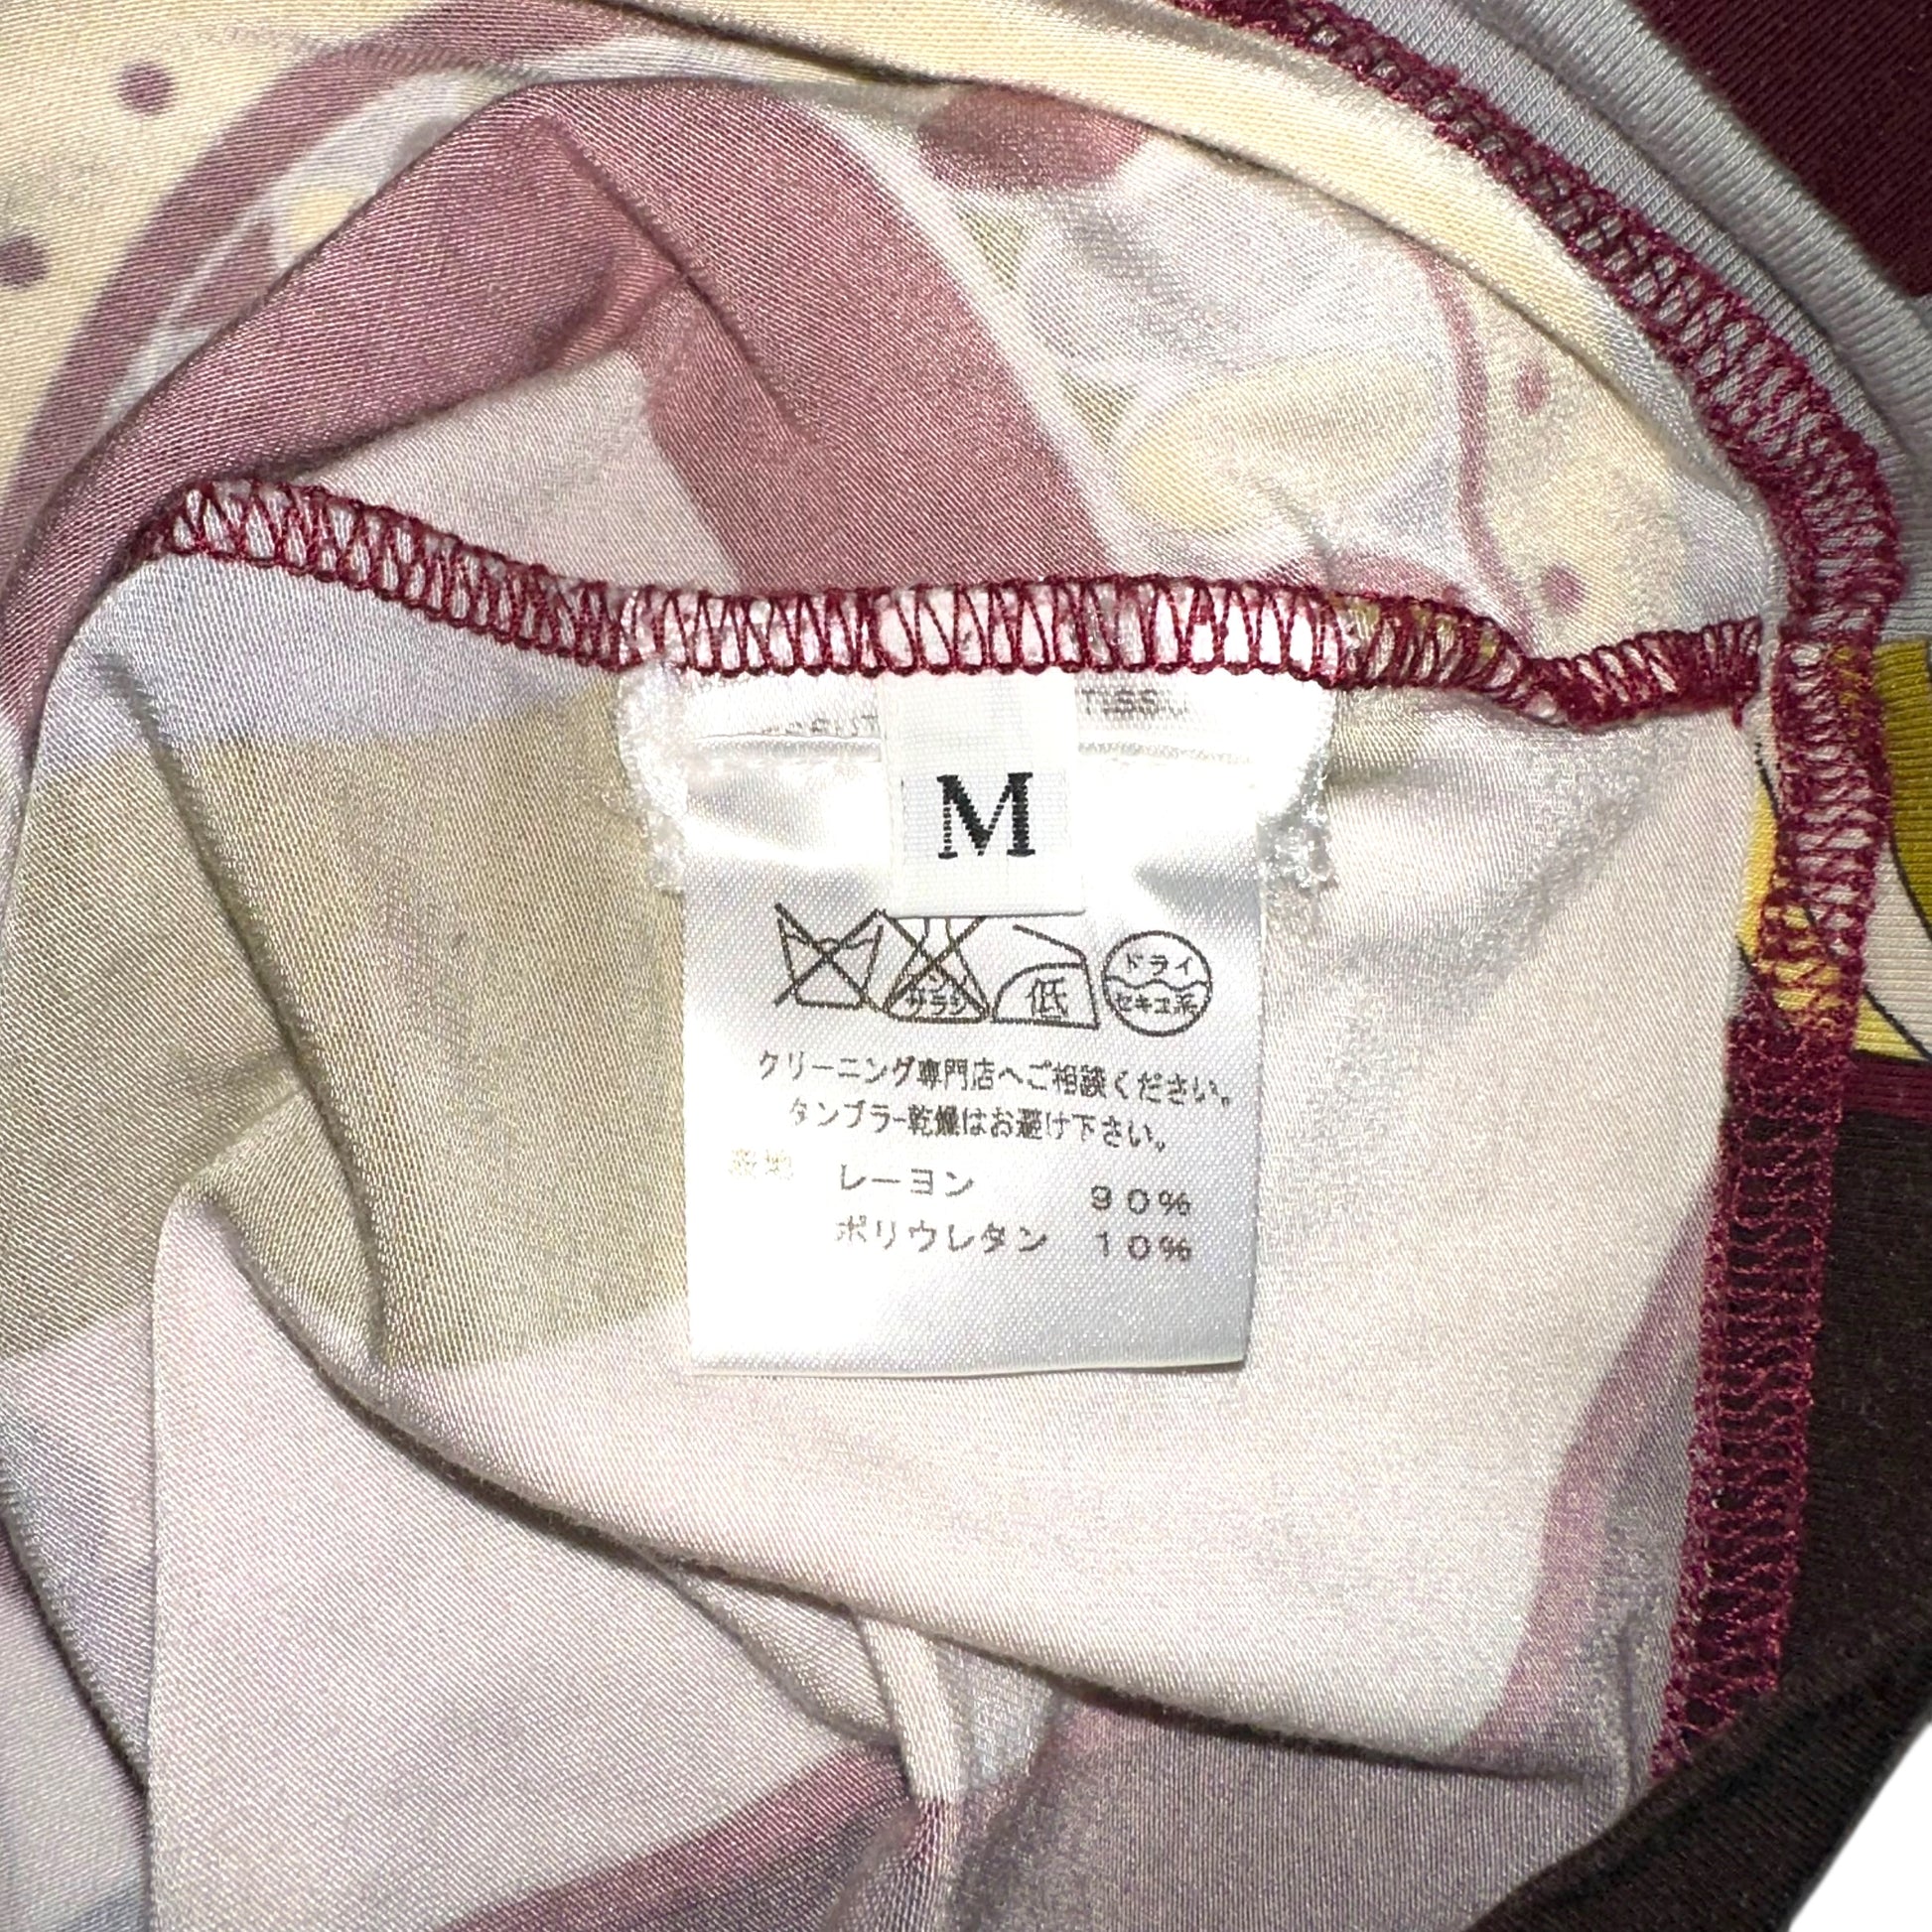 M
サラシ
低
ドライ
セキユ系
クリーニング専門店へご相談ください。
タンブラー乾燥はお避け下さい。
表地 レーヨン 90%
ポリウレタン 10%